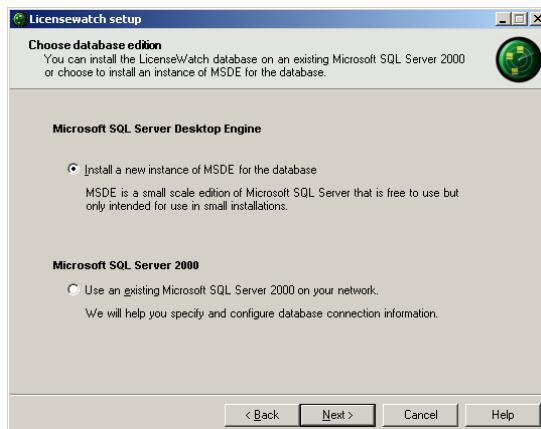 Licensewatch setup
Choose database edition
You can install the LicenseWatch database on an existing Microsoft SQL Server 2000
or choose to install an instance of MSDE for the database.
Microsoft SQL Server Desktop Engine
Install a new instance of MSDE for the database
MSDE is a small scale edition of Microsoft SQL Server that is free to use but
only intended for use in small installations.
Microsoft SQL Server 2000
Use an existing Microsoft SQL Server 2000 on your network.
We will help you specify and configure database connection information.
< Back Next > Cancel Help